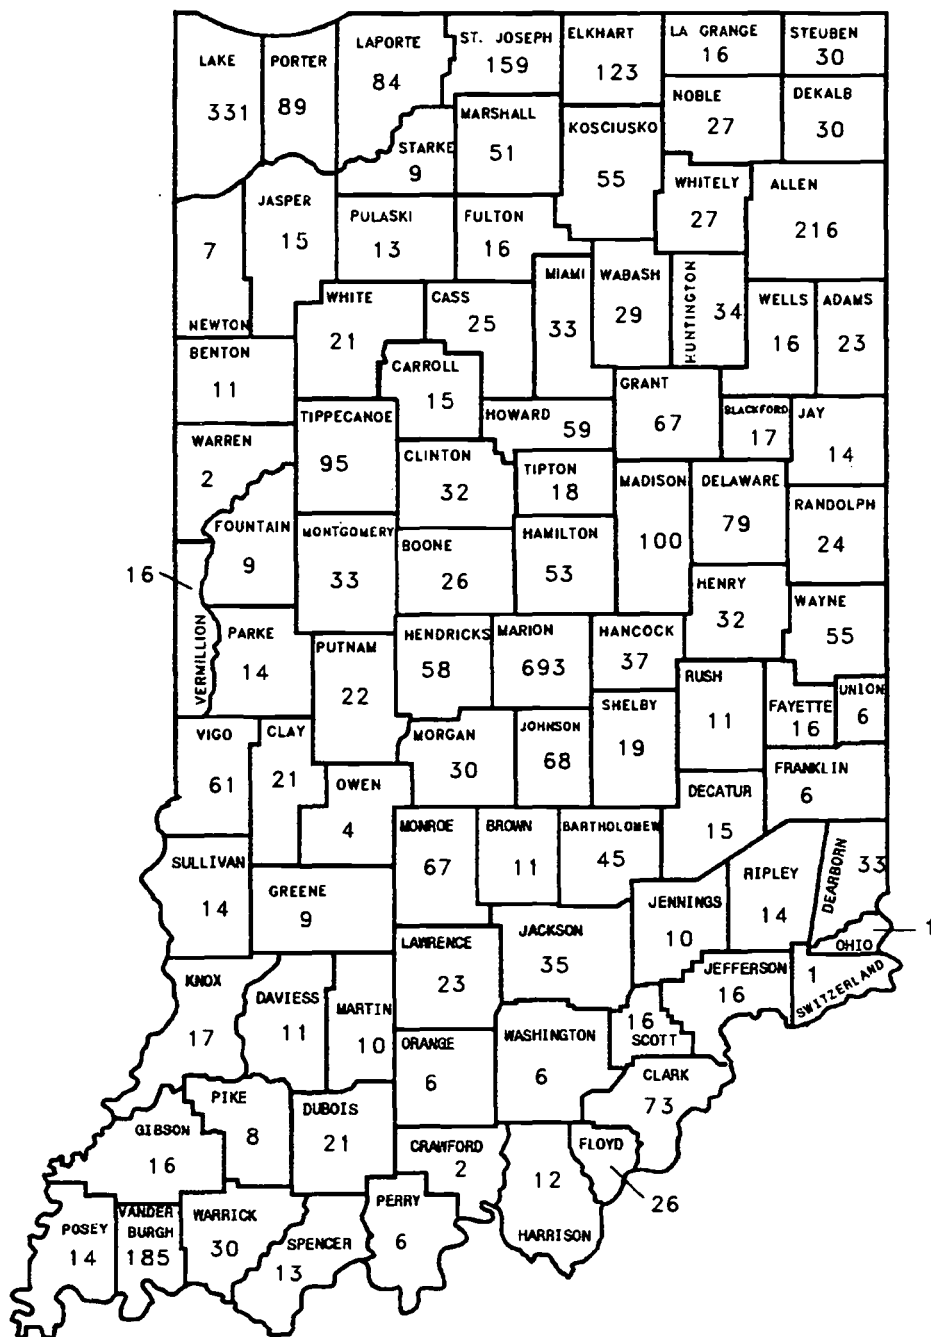 LAKE
331
PORTER
89
LAPORTE
84
ST. JOSEPH
159
ELKHART
123
LA GRANGE
16
STEUBEN
30
NOBLE
27
DEKALB
30
STARKE
9
MARSHALL
51
KOSCIUSKO
55
WHITELY
27
ALLEN
216
7
NEWTON
JASPER
15
PULASKI
13
FULTON
16
MIAMI
33
WABASH
29
HUNTINGTON
34
WELLS
16
ADAMS
23
WHITE
21
CASS
25
BENTON
11
CARROLL
15
GRANT
67
HOWARD
59
BLACKFORD
17
JAY
14
WARREN
2
TIPPECANOE
95
CLINTON
32
TIPTON
18
MADISON
100
DELAWARE
79
RANDOLPH
24
FOUNTAIN
9
MONTGOMERY
33
BOONE
26
HAMILTON
53
HENRY
32
WAYNE
55
16
VERMILLION
PARKE
14
PUTNAM
22
HENDRICKS
58
MARION
693
HANCOCK
37
RUSH
11
FAYETTE
16
UNION
6
VIGO
61
CLAY
21
MORGAN
30
JOHNSON
68
SHELBY
19
FRANKLIN
6
OWEN
4
DECATUR
15
MONROE
67
BROWN
11
BARTHOLOMEW
45
SULLIVAN
14
GREENE
9
JENNINGS
10
RIPLEY
14
DEARBORN
33
OHIO
1
LAWRENCE
23
JACKSON
35
JEFFERSON
16
1
SWITZERLAND
KNOX
17
DAVIESS
11
MARTIN
10
ORANGE
6
WASHINGTON
6
16
SCOTT
CLARK
73
PIKE
8
DUBOIS
21
GIBSON
16
CRAWFORD
2
12
HARRISON
FLOYD
26
POSEY
14
VANDER
BURGH
185
WARRICK
30
SPENCER
13
PERRY
6